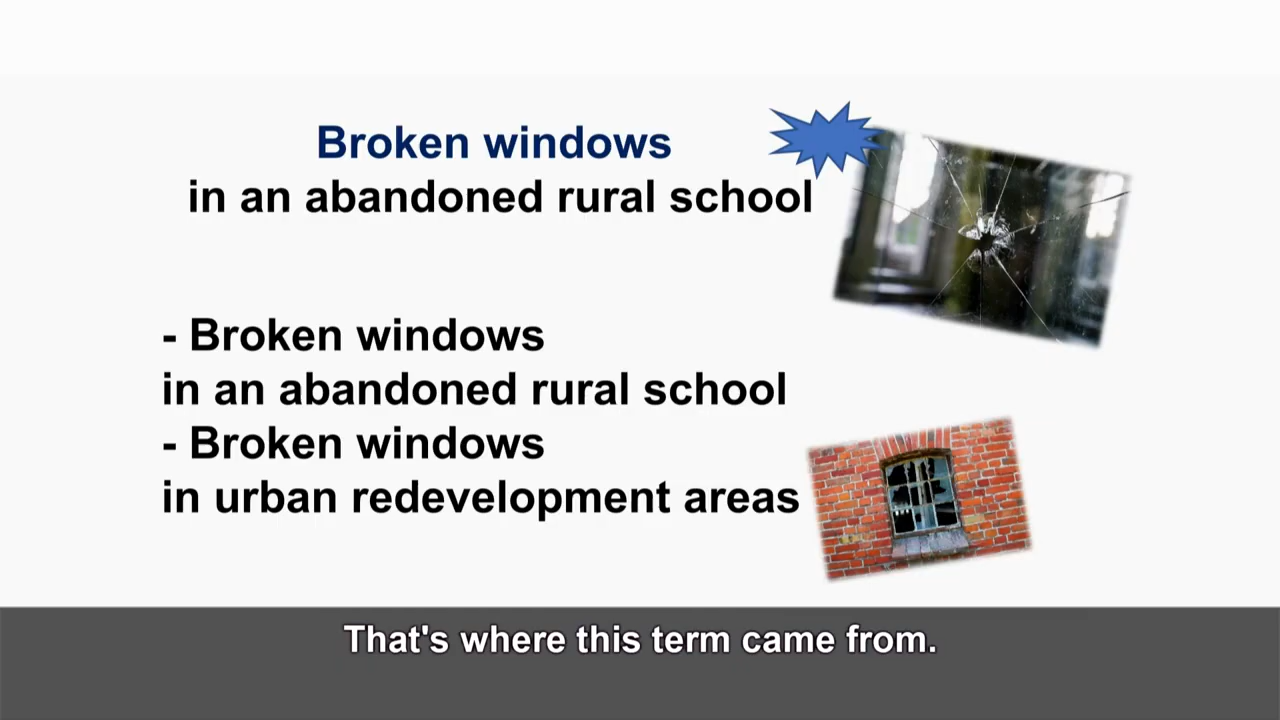 Broken windows
in an abandoned rural school
- Broken windows
in an abandoned rural school
- Broken windows
in urban redevelopment areas
That's where this term came from.